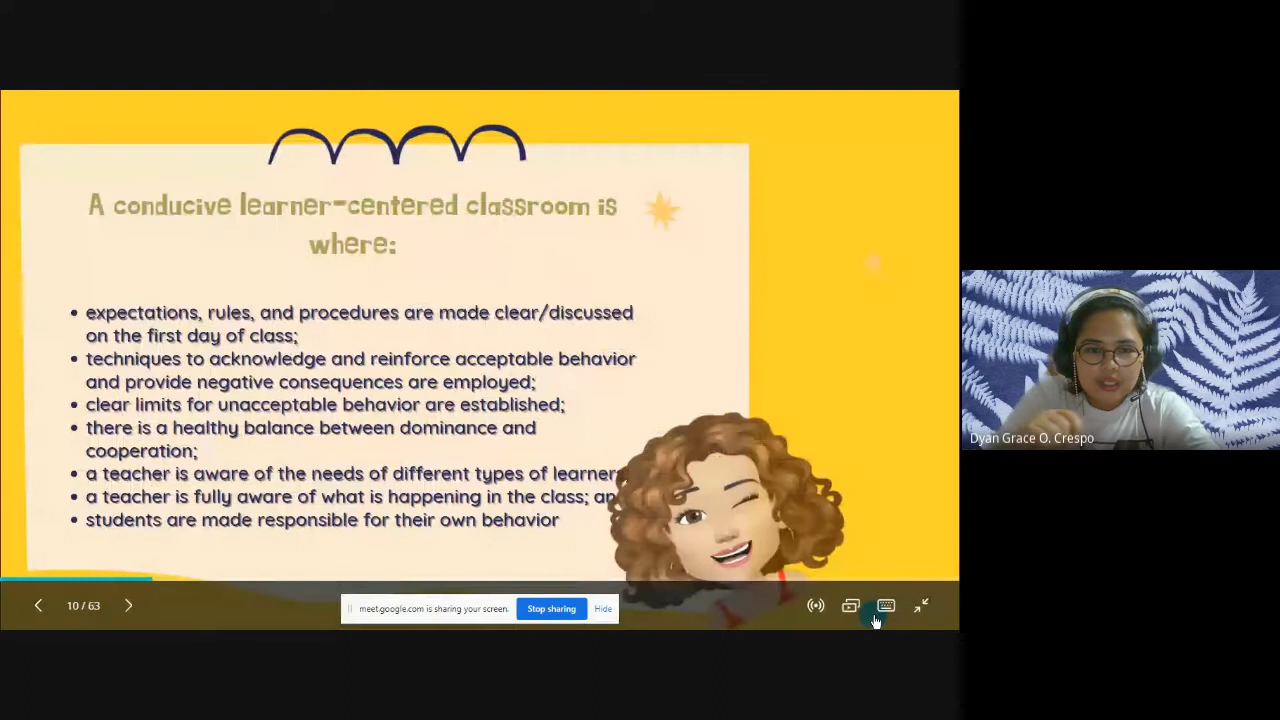 A conducive learner-centered classroom is
where:
• expectations, rules, and procedures are made clear/discussed
on the first day of class;
• techniques to acknowledge and reinforce acceptable behavior
and provide negative consequences are employed;
• clear limits for unacceptable behavior are established;
• there is a healthy balance between dominance and
cooperation;
• a teacher is aware of the needs of different types of learners
• a teacher is fully aware of what is happening in the class; an
• students are made responsible for their own behavior
10 / 63
meet.google.com is sharing your screen.
Stop sharing
Hide
Dyan Grace O. Crespo